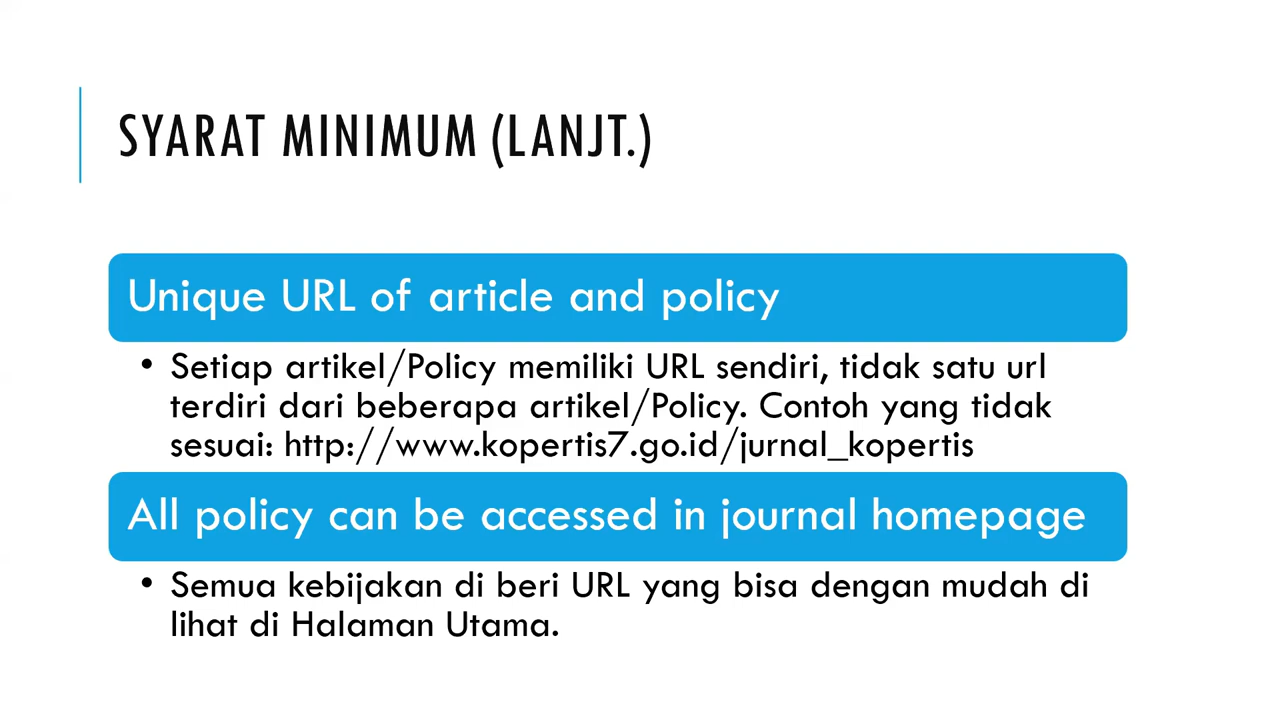 SYARAT MINIMUM (LANJT.)
Unique URL of article and policy
• Setiap artikel/Policy memiliki URL sendiri, tidak satu url
terdiri dari beberapa artikel/Policy. Contoh yang tidak
sesuai: http://www.kopertis7.go.id/jurnal_kopertis
All policy can be accessed in journal homepage
• Semua kebijakan di beri URL yang bisa dengan mudah di
lihat di Halaman Utama.